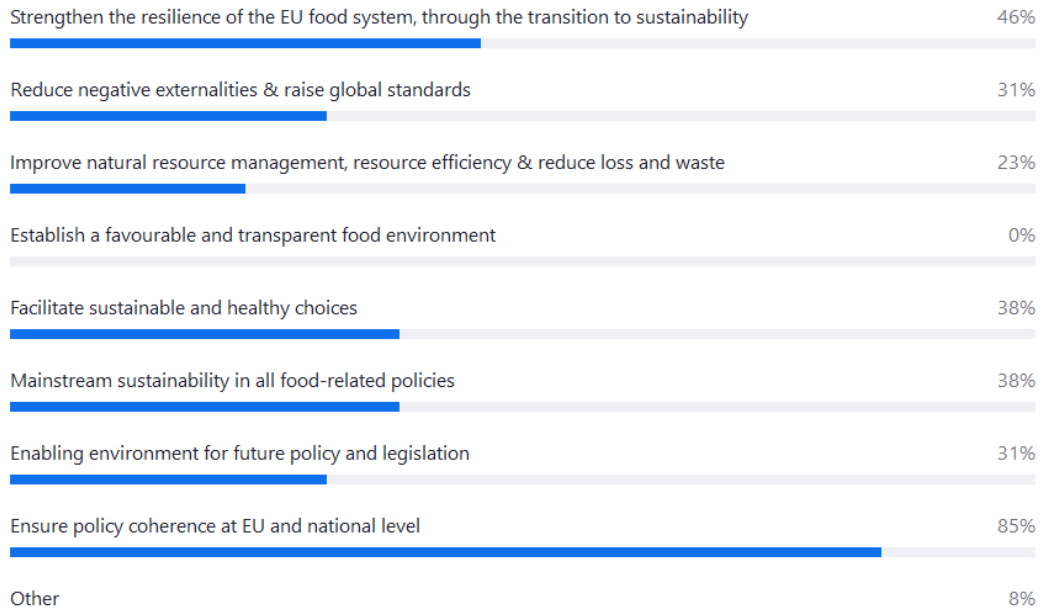 Strengthen the resilience of the EU food system, through the transition to sustainability 46%
Reduce negative externalities & raise global standards 31%
Improve natural resource management, resource efficiency & reduce loss and waste 23%
Establish a favourable and transparent food environment 0%
Facilitate sustainable and healthy choices 38%
Mainstream sustainability in all food-related policies 38%
Enabling environment for future policy and legislation 31%
Ensure policy coherence at EU and national level 85%
Other 8%